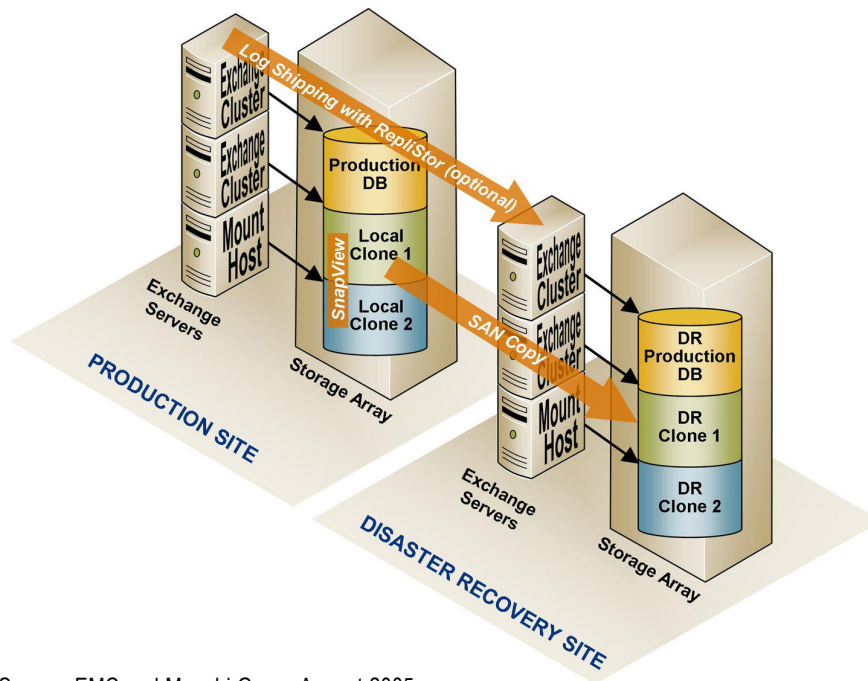 Log Shipping with RepliStor (optional)
Exchange
Cluster
Exchange
Cluster
Mount
Host
Production
DB
Local
Clone 1
Local
Clone 2
SnapView
Exchange
Servers
Storage Array
PRODUCTION SITE
SAN Copy
Exchange
Cluster
Exchange
Cluster
Mount
Host
DR
Production
DB
DR
Clone 1
DR
Clone 2
Exchange
Servers
Storage Array
DISASTER RECOVERY SITE